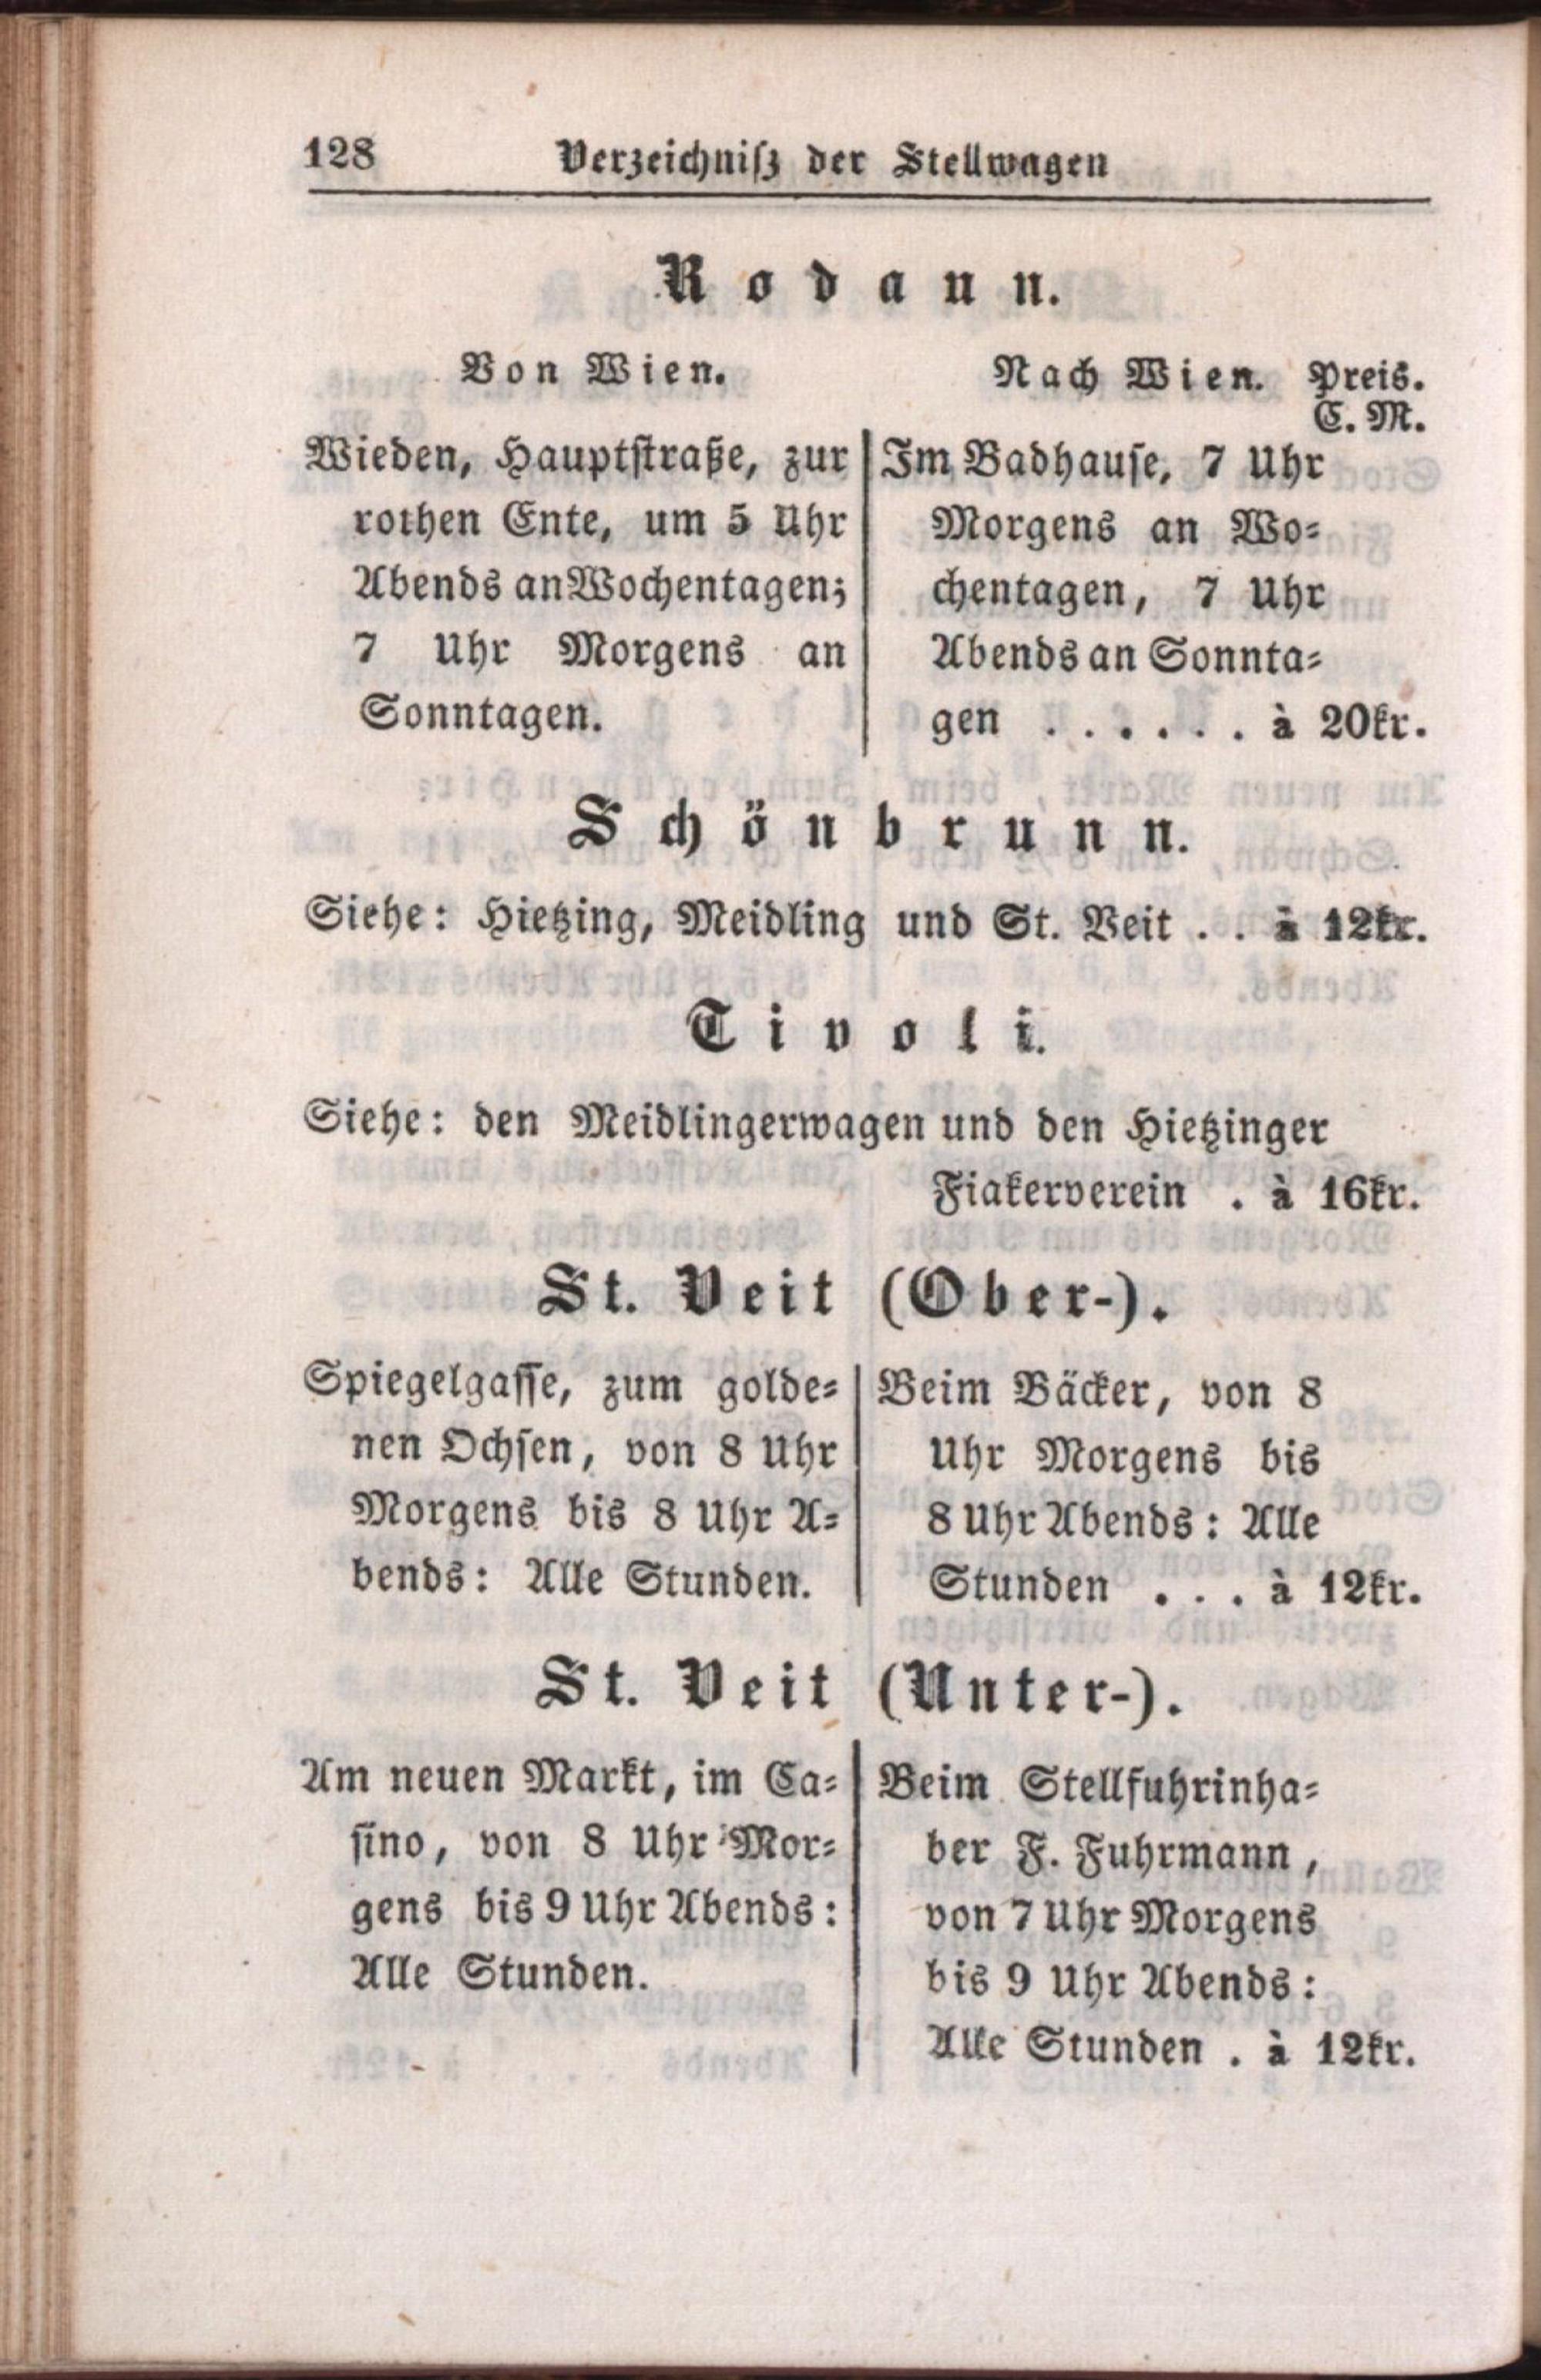 128 Verzeichniß der Stellwagen
Rodaun.
Von Wien.
Wieden, Hauptstraße, zur
rothen Ente, um 5 Uhr
Abends an Wochentagen;
7 Uhr Morgens an
Sonntagen.
Nach Wien. Preis.
C. M.
Im Badhause, 7 Uhr
Morgens an Wo-
chentagen, 7 Uhr
Abends an Sonnta-
gen . . . . . . à 20kr.
Schönbrunn.
Siehe: Hietzing, Meidling und St. Veit . . à 12kr.
Tivoli.
Siehe: den Meidlingerwagen und den Hietzinger
Fiakerverein . à 16kr.
St. Veit (Ober-).
Spiegelgasse, zum golde-
nen Ochsen, von 8 Uhr
Morgens bis 8 Uhr A-
bends: Alle Stunden.
Beim Bäcker, von 8
Uhr Morgens bis
8 Uhr Abends: Alle
Stunden . . . à 12kr.
St. Veit (Unter-).
Am neuen Markt, im Ca-
sino, von 8 Uhr Mor-
gens bis 9 Uhr Abends:
Alle Stunden.
Beim Stellfuhrinha-
ber F. Fuhrmann,
von 7 Uhr Morgens
bis 9 Uhr Abends:
Alle Stunden . à 12kr.